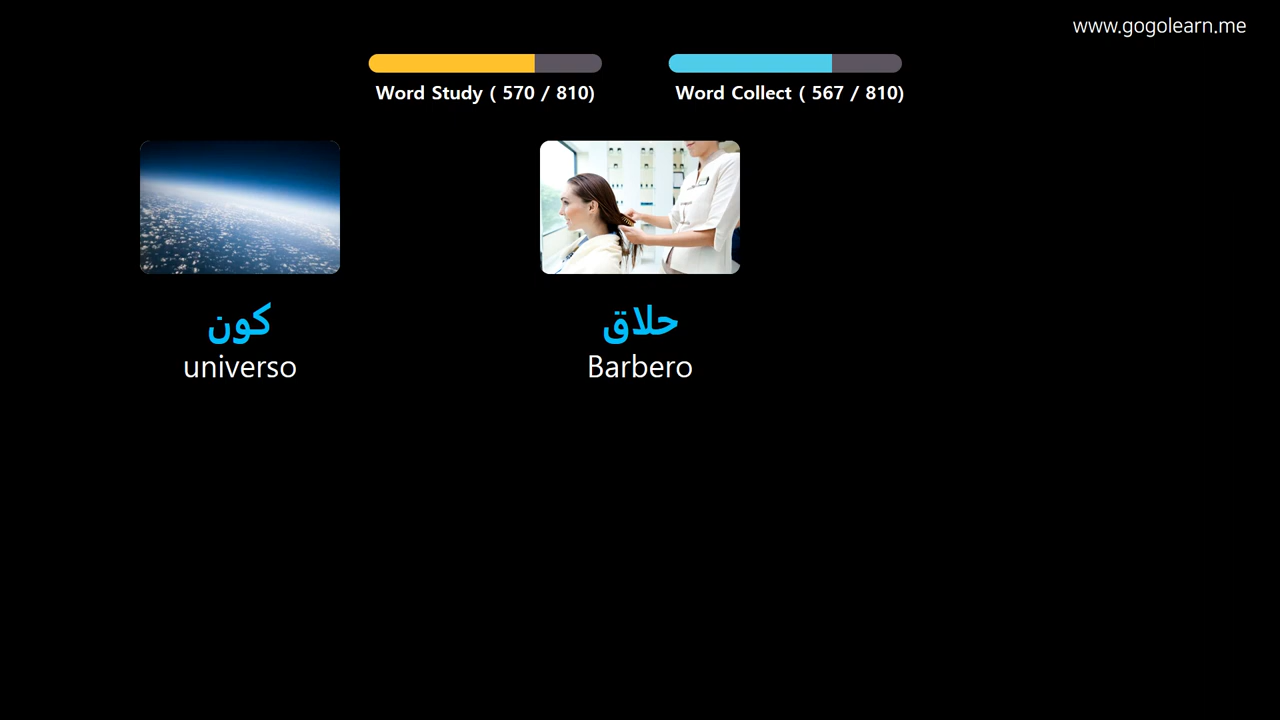 www.gogolearn.me
Word Study ( 570 / 810)
Word Collect ( 567 / 810)
كون
universo
حلاق
Barbero